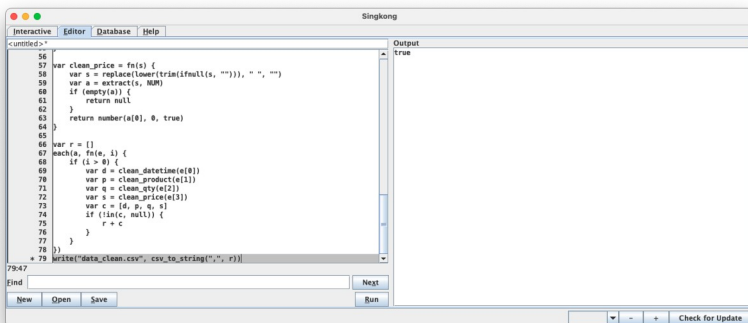 Singkong
Interactive Editor Database Help
<untitled>*
Output
true
56
57 var clean_price = fn(s) {
58     var s = replace(lower(trim(ifnull(s, ""))), " ", "")
59     var a = extract(s, NUM)
60     if (empty(a)) {
61         return null
62     }
63     return number(a[0], 0, true)
64 }
65
66 var r = []
67 each(a, fn(e, i) {
68     if (i > 0) {
69         var d = clean_datetime(e[0])
70         var p = clean_product(e[1])
71         var q = clean_qty(e[2])
72         var s = clean_price(e[3])
73         var c = [d, p, q, s]
74         if (!in(c, null)) {
75             r + c
76         }
77     }
78 })
* 79 write("data_clean.csv", csv_to_string(",", r))
79:47
Find Next
New Open Save Run
- + Check for Update